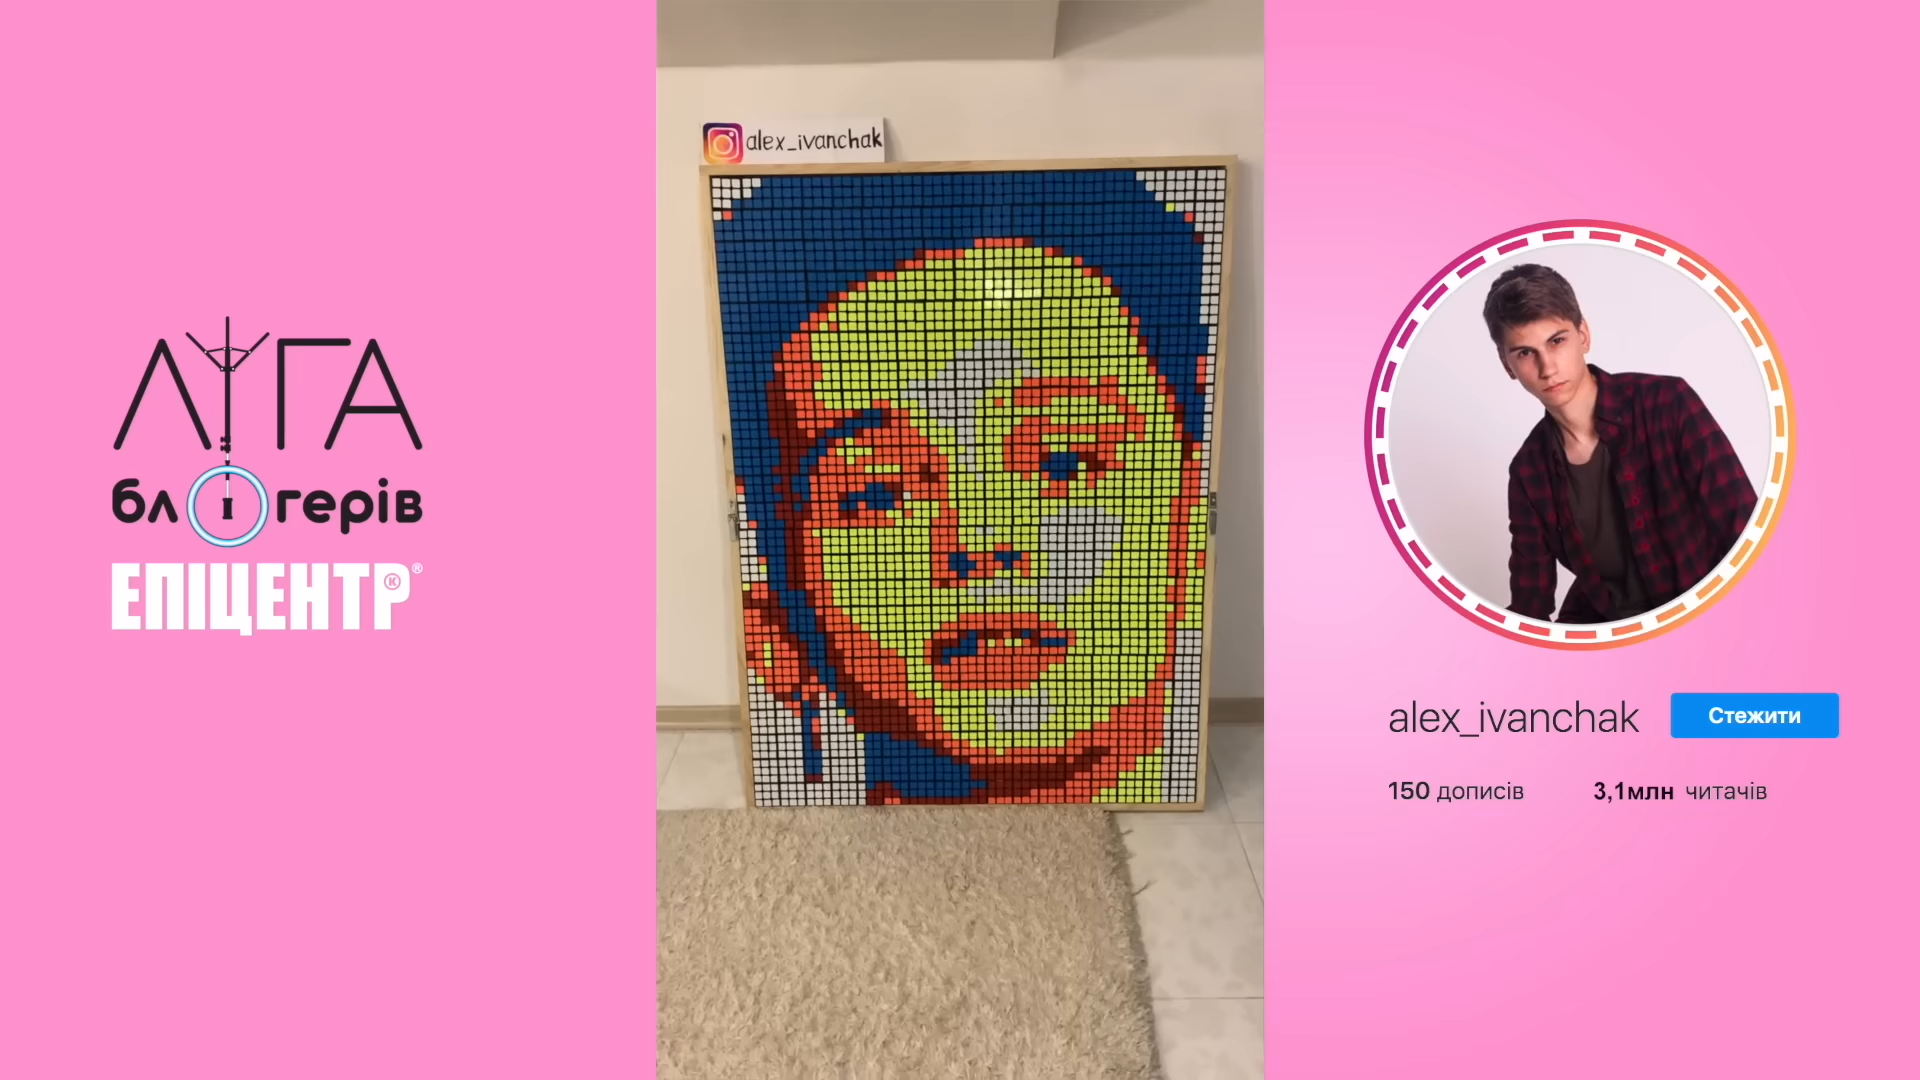 ЛІГА
блогерів
ЕПІЦЕНТР®
К
alex_ivanchak
alex_ivanchak
Стежити
150 дописів
3,1млн читачів